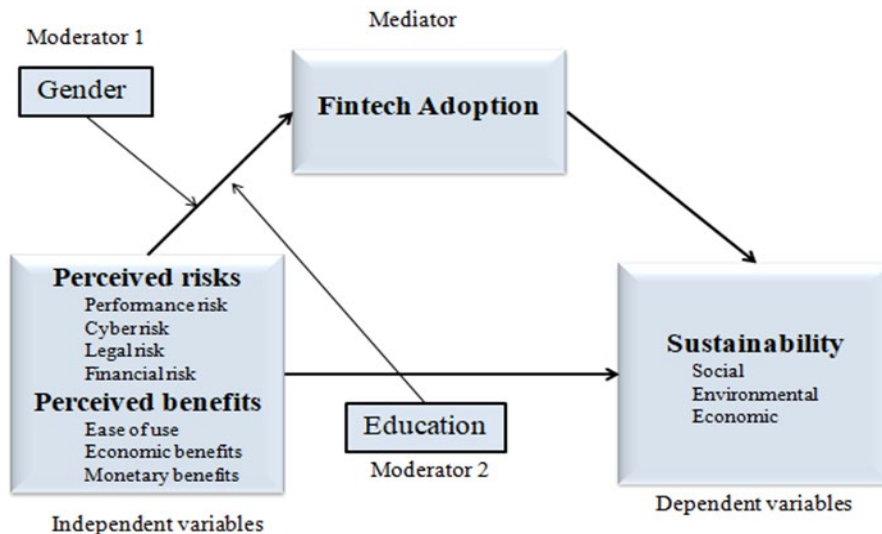 Mediator
Moderator 1
Gender
Fintech Adoption
Perceived risks
Performance risk
Cyber risk
Legal risk
Financial risk
Perceived benefits
Ease of use
Economic benefits
Monetary benefits
Independent variables
Education
Moderator 2
Sustainability
Social
Environmental
Economic
Dependent variables